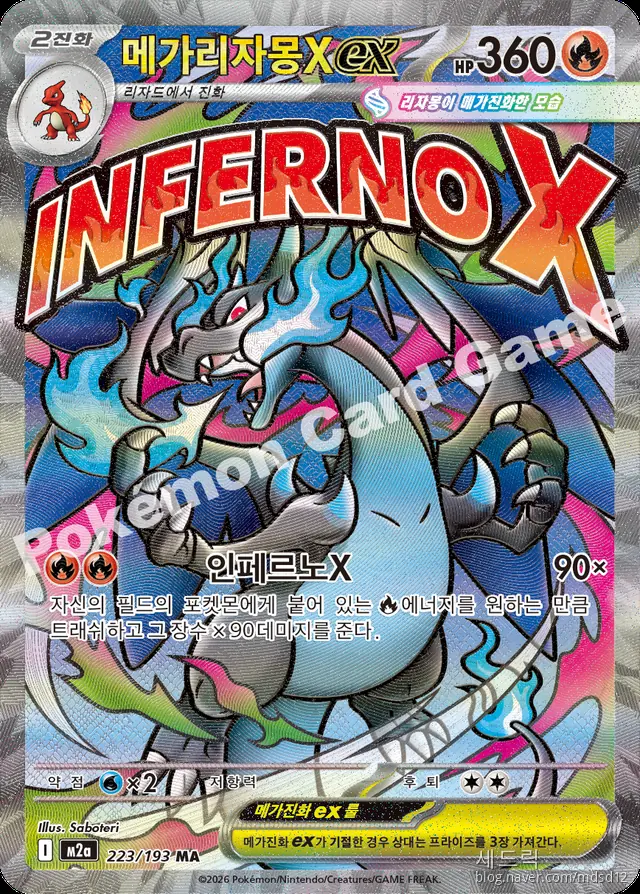 2진화
메가리자몽X ex
HP 360
리자드에서 진화
리자몽이 메가진화한 모습
INFERNO X
Pokémon Card Game
인페르노X 90×
자신의 필드의 포켓몬에게 붙어 있는 에너지를 원하는 만큼
트래쉬하고 그 장수×90데미지를 준다.
약점 ×2 저항력 후퇴
메가진화 ex 룰
메가진화 ex가 기절한 경우 상대는 프라이즈를 3장 가져간다.
Illus. Saboteri
I m2a 223/193 MA
©2026 Pokémon/Nintendo/Creatures/GAME FREAK.
세드릭
blog.naver.com/mdsd12